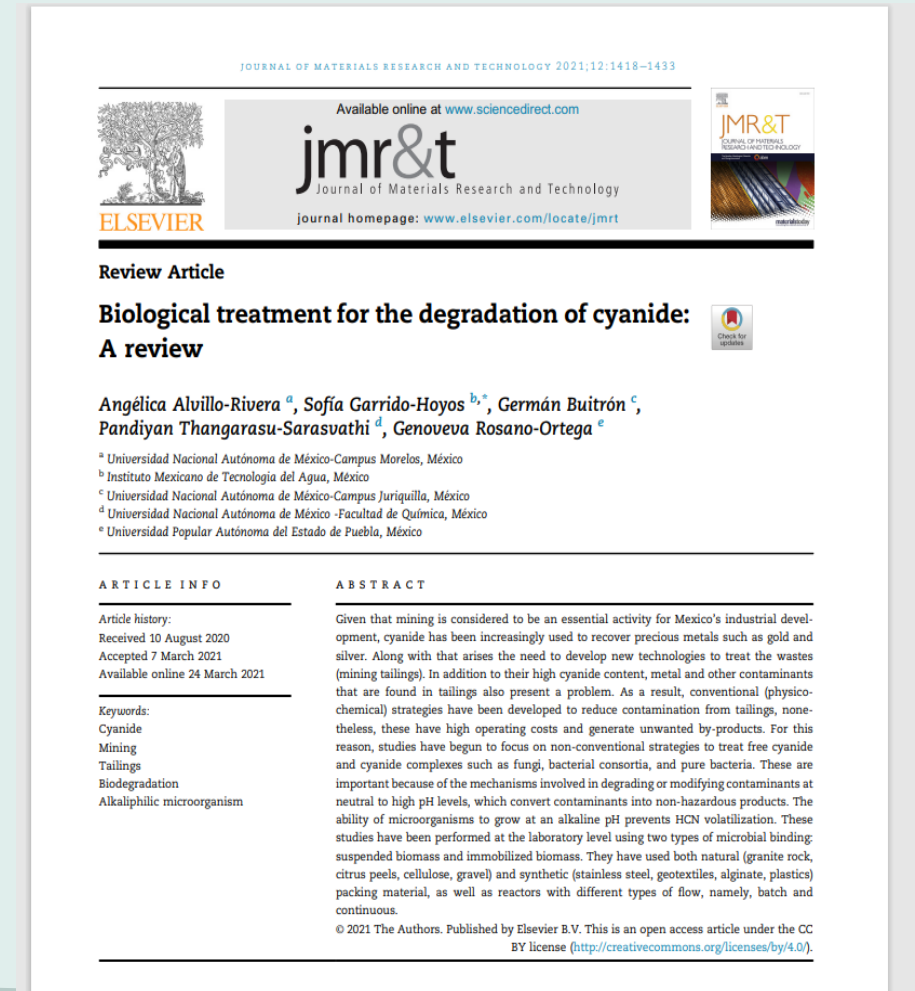 JOURNAL OF MATERIALS RESEARCH AND TECHNOLOGY 2021;12:1418–1433
Available online at www.sciencedirect.com
jmr&t
Journal of Materials Research and Technology
journal homepage: www.elsevier.com/locate/jmrt
ELSEVIER
JMR&T
JOURNAL OF MATERIALS
RESEARCH AND TECHNOLOGY
materialstoday
Review Article
Biological treatment for the degradation of cyanide:
A review
Check for
updates
Angélica Alvillo-Rivera a, Sofía Garrido-Hoyos b,*, Germán Buitrón c,
Pandiyan Thangarasu-Sarasvathi d, Genoveva Rosano-Ortega e
a Universidad Nacional Autónoma de México-Campus Morelos, México
b Instituto Mexicano de Tecnología del Agua, México
c Universidad Nacional Autónoma de México-Campus Juriquilla, México
d Universidad Nacional Autónoma de México -Facultad de Química, México
e Universidad Popular Autónoma del Estado de Puebla, México
ARTICLE INFO
Article history:
Received 10 August 2020
Accepted 7 March 2021
Available online 24 March 2021
Keywords:
Cyanide
Mining
Tailings
Biodegradation
Alkaliphilic microorganism
ABSTRACT
Given that mining is considered to be an essential activity for Mexico's industrial devel-
opment, cyanide has been increasingly used to recover precious metals such as gold and
silver. Along with that arises the need to develop new technologies to treat the wastes
(mining tailings). In addition to their high cyanide content, metal and other contaminants
that are found in tailings also present a problem. As a result, conventional (physico-
chemical) strategies have been developed to reduce contamination from tailings, none-
theless, these have high operating costs and generate unwanted by-products. For this
reason, studies have begun to focus on non-conventional strategies to treat free cyanide
and cyanide complexes such as fungi, bacterial consortia, and pure bacteria. These are
important because of the mechanisms involved in degrading or modifying contaminants at
neutral to high pH levels, which convert contaminants into non-hazardous products. The
ability of microorganisms to grow at an alkaline pH prevents HCN volatilization. These
studies have been performed at the laboratory level using two types of microbial binding:
suspended biomass and immobilized biomass. They have used both natural (granite rock,
citrus peels, cellulose, gravel) and synthetic (stainless steel, geotextiles, alginate, plastics)
packing material, as well as reactors with different types of flow, namely, batch and
continuous.
© 2021 The Authors. Published by Elsevier B.V. This is an open access article under the CC
BY license (http://creativecommons.org/licenses/by/4.0/).